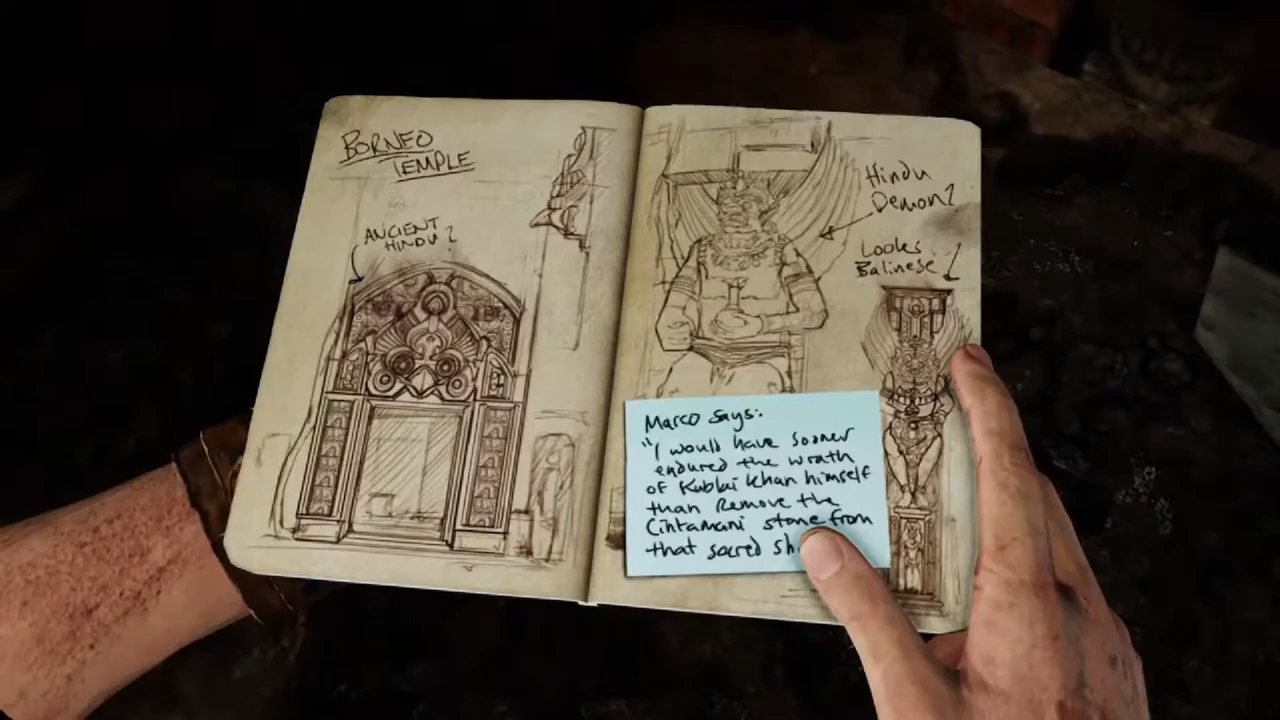 BORNEO
TEMPLE
ANCIENT
HINDU?
Hindu
Demon?
Looks
Balinese
Marco says:
"I would have sooner
endured the wrath
of Kublai Khan himself
than remove the
Cintamani stone from
that sacred